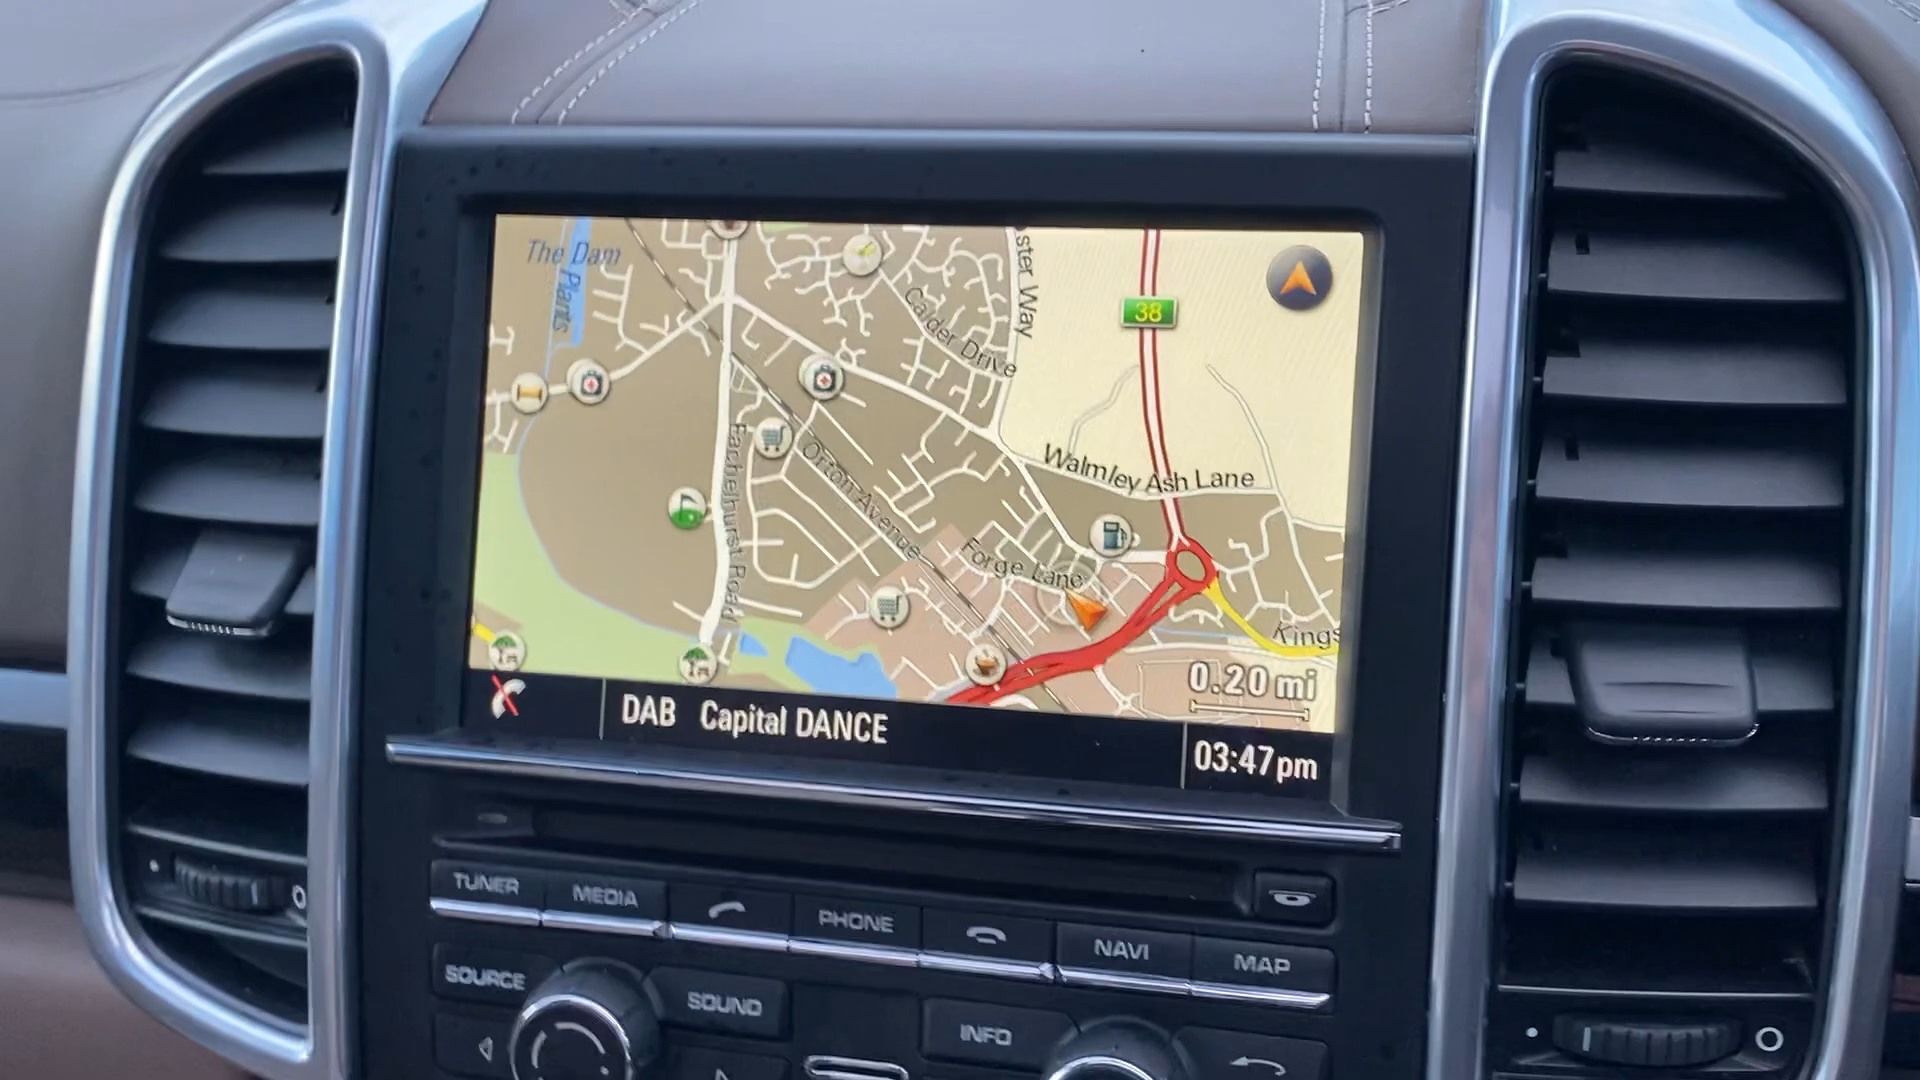 The Dam
Plants
ster Way
Calder Drive
38
Walmley Ash Lane
Eachelhurst Road
Orton Avenue
Forge Lane
Kings
0.20 mi
DAB Capital DANCE
03:47pm
TUNER
MEDIA
PHONE
NAVI
MAP
SOURCE
SOUND
INFO